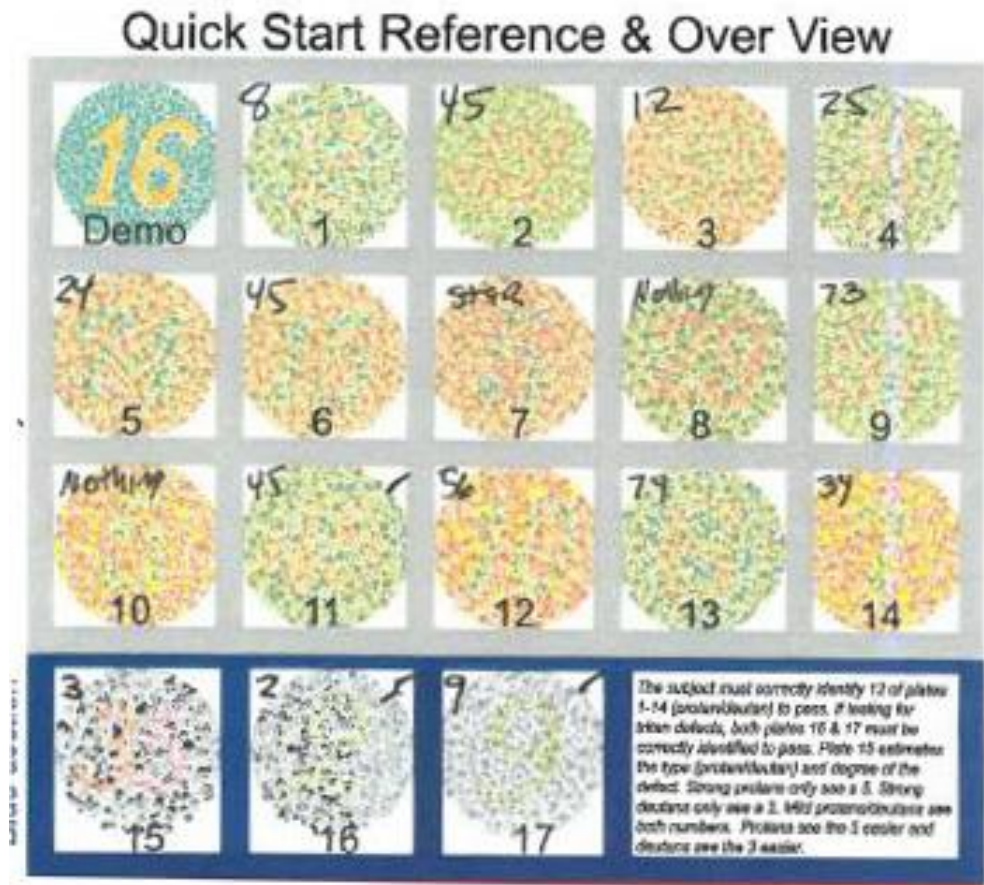 Quick Start Reference & Over View
16 8 45 12 25
Demo 1 2 3 4
24 45 star Nothing 73
5 6 7 8 9
Nothing 45 56 74 34
10 11 12 13 14
3 2 9
15 16 17
The subject must correctly identify of plates
1-14 (protan/deutan) to pass. If testing for
tritan defects, both plates 16 & 17 must be
correctly identified to pass. Plate 15 estimates
the type (protan/deutan) and degree of the
defect. Strong protans only see a 5. Strong
deutans only see a 3. Mild protans/deutans see
both numbers. Protans see the 5 easier and
deutans see the 3 easier.